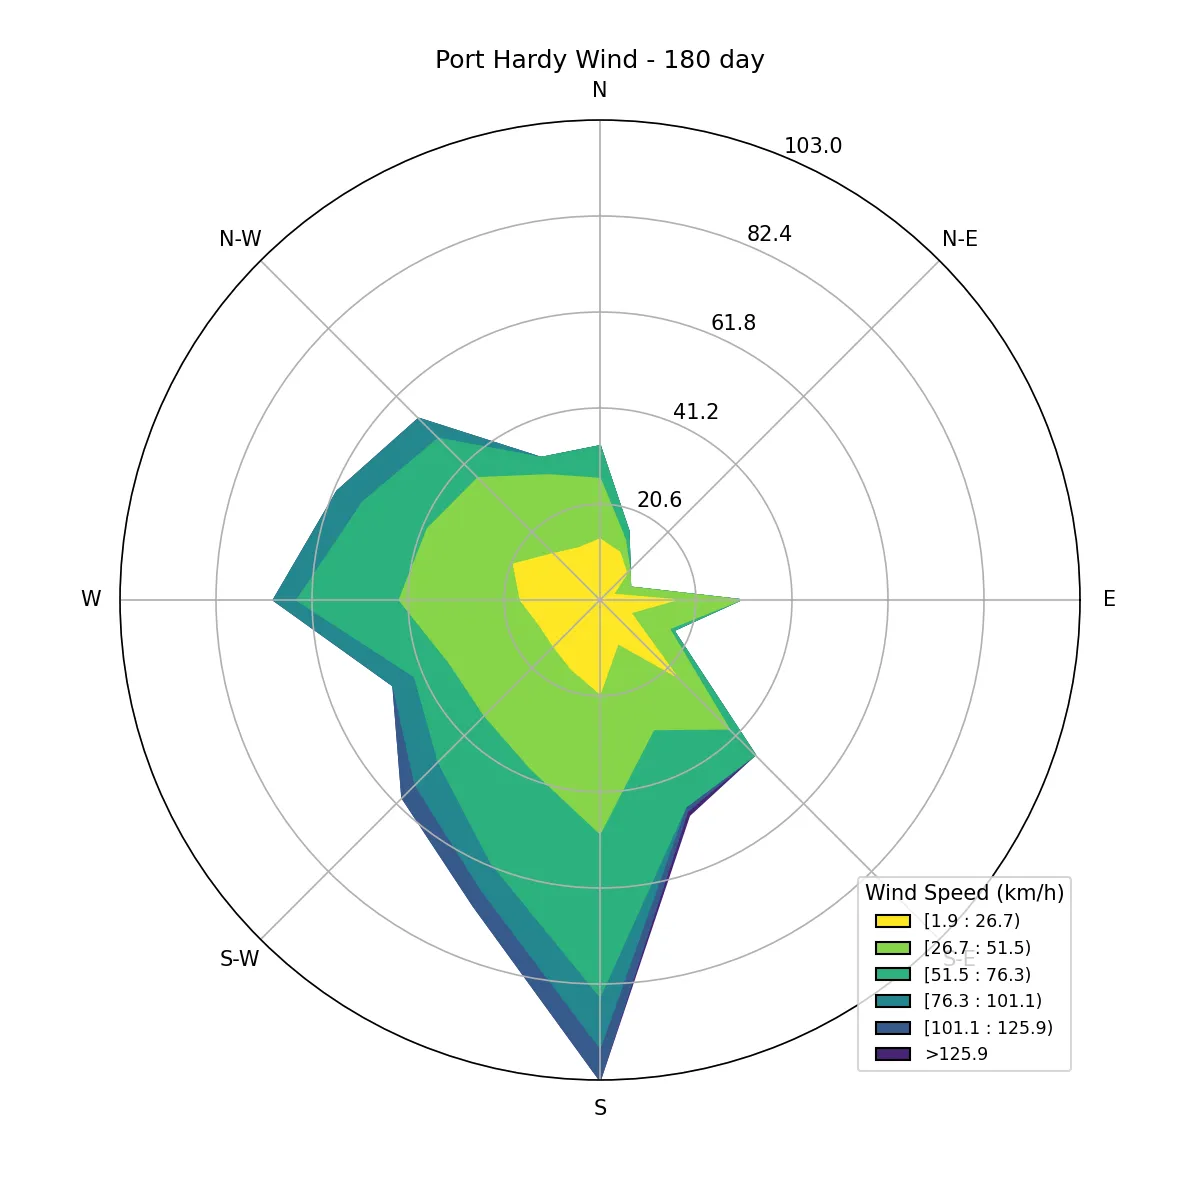 Port Hardy Wind - 180 day
N
103.0
N-W
82.4
N-E
61.8
41.2
20.6
W
E
S-W
S-E
S
Wind Speed (km/h)
[1.9 : 26.7)
[26.7 : 51.5)
[51.5 : 76.3)
[76.3 : 101.1)
[101.1 : 125.9)
>125.9